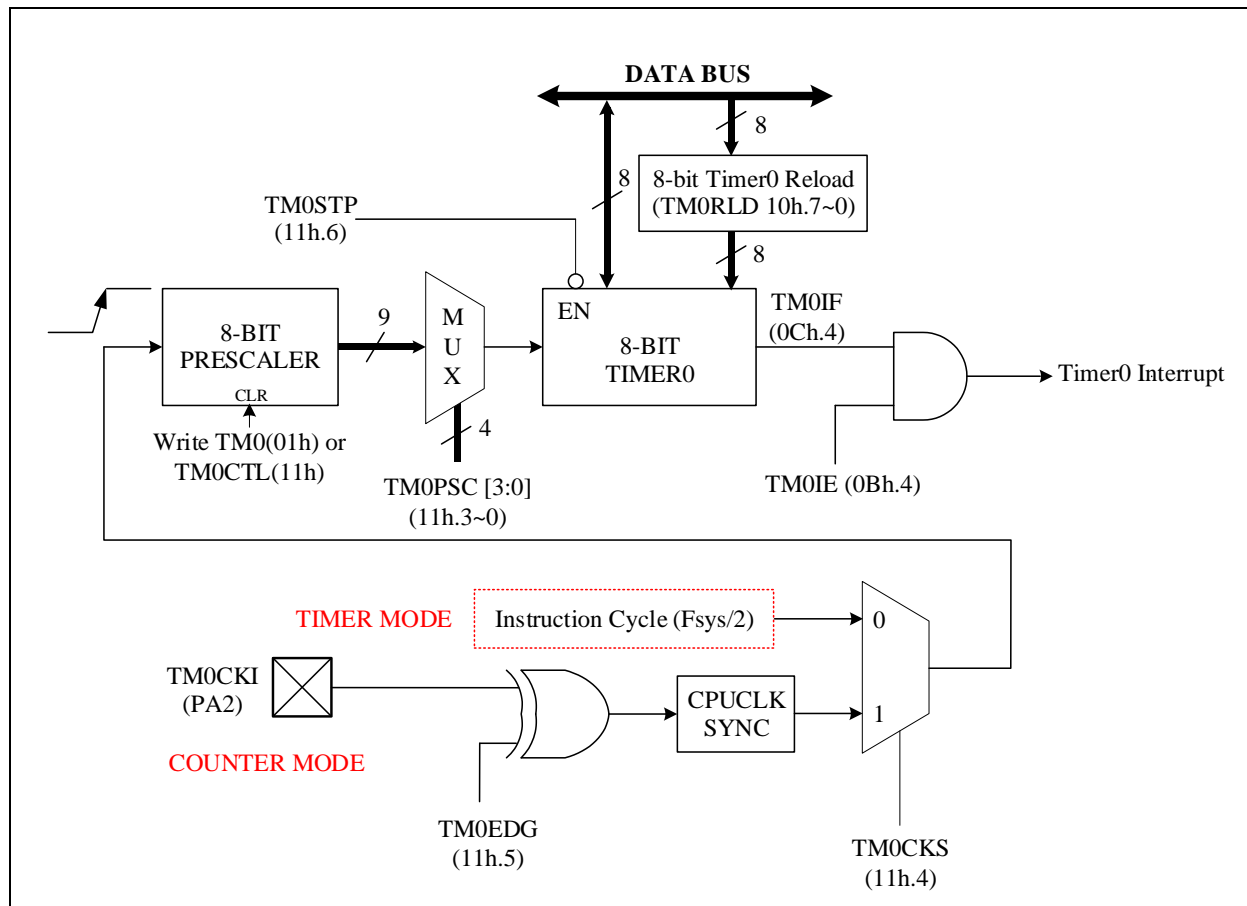 DATA BUS
8
8
8-bit Timer0 Reload
(TM0RLD 10h.7~0)
8
TM0STP
(11h.6)
EN
8-BIT
TIMER0
TM0IF
(0Ch.4)
8-BIT
PRESCALER
CLR
9
M
U
X
Timer0 Interrupt
Write TM0(01h) or
TM0CTL(11h)
4
TM0PSC [3:0]
(11h.3~0)
TM0IE (0Bh.4)
TIMER MODE
Instruction Cycle (Fsys/2)
0
TM0CKI
(PA2)
CPUCLK
SYNC
1
COUNTER MODE
TM0EDG
(11h.5)
TM0CKS
(11h.4)